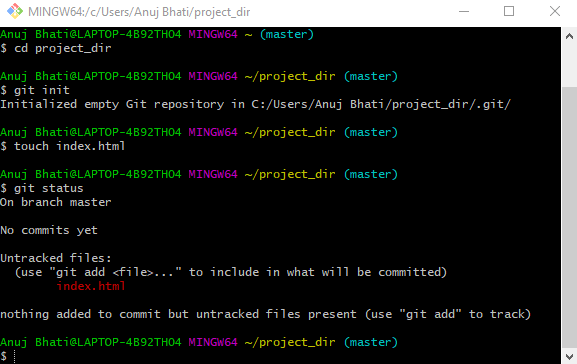 MINGW64:/c/Users/Anuj Bhati/project_dir
Anuj Bhati@LAPTOP-4B92TH04 MINGW64 ~ (master)
$ cd project_dir
Anuj Bhati@LAPTOP-4B92TH04 MINGW64 ~/project_dir (master)
$ git init
Initialized empty Git repository in C:/Users/Anuj Bhati/project_dir/.git/
Anuj Bhati@LAPTOP-4B92TH04 MINGW64 ~/project_dir (master)
$ touch index.html
Anuj Bhati@LAPTOP-4B92TH04 MINGW64 ~/project_dir (master)
$ git status
On branch master
No commits yet
Untracked files:
  (use "git add <file>..." to include in what will be committed)
        index.html
nothing added to commit but untracked files present (use "git add" to track)
Anuj Bhati@LAPTOP-4B92TH04 MINGW64 ~/project_dir (master)
$